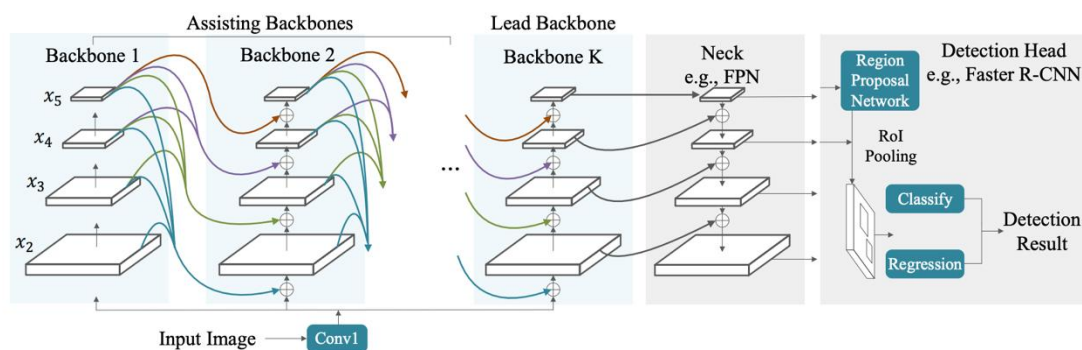 Assisting Backbones
Lead Backbone
Backbone 1
Backbone 2
Backbone K
Neck
e.g., FPN
Detection Head
e.g., Faster R-CNN
Region
Proposal
Network
x₅
x₄
x₃
x₂
...
RoI
Pooling
Classify
Regression
Detection
Result
Input Image
Conv1